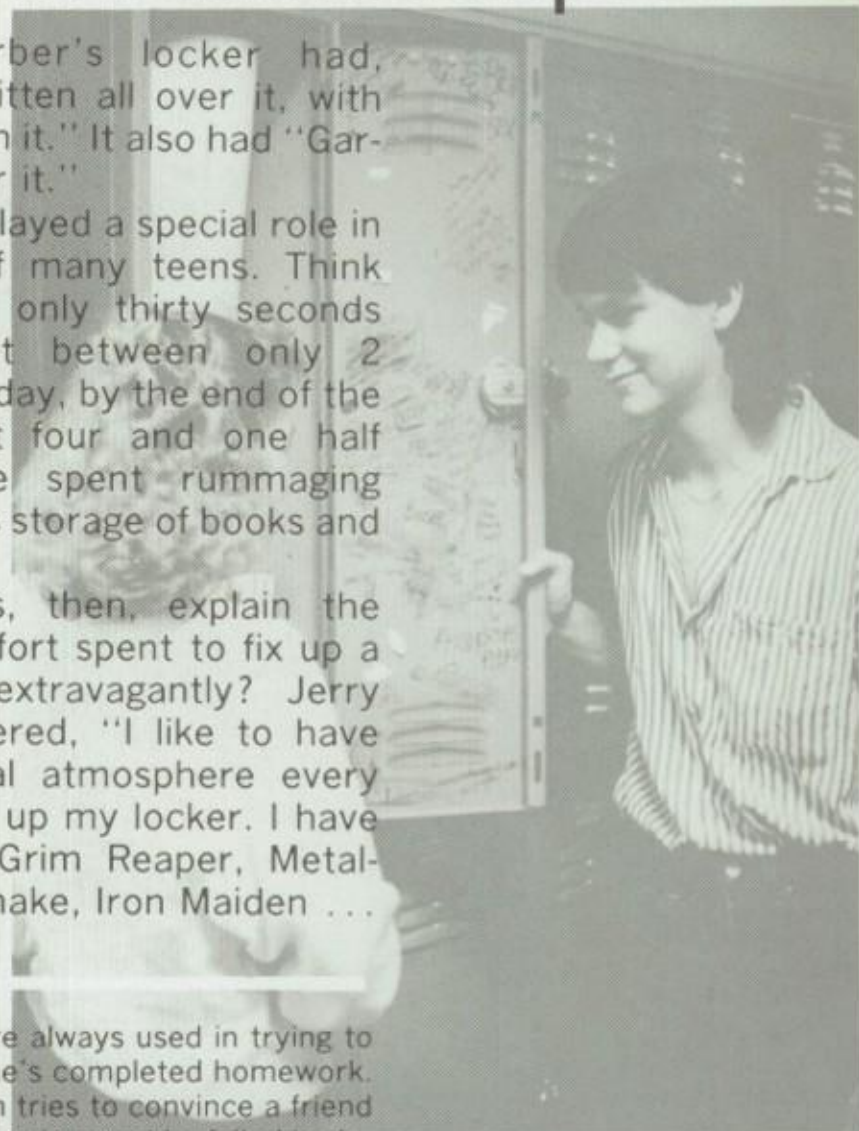 rber's locker had,
itten all over it, with
n it." It also had "Gar-
r it."
layed a special role in
f many teens. Think
only thirty seconds
t between only 2
day, by the end of the
t four and one half
e spent rummaging
s storage of books and
s, then, explain the
fort spent to fix up a
extravagantly? Jerry
ered, "I like to have
al atmosphere every
up my locker. I have
Grim Reaper, Metal-
nake, Iron Maiden ...
re always used in trying to
e's completed homework.
n tries to convince a friend